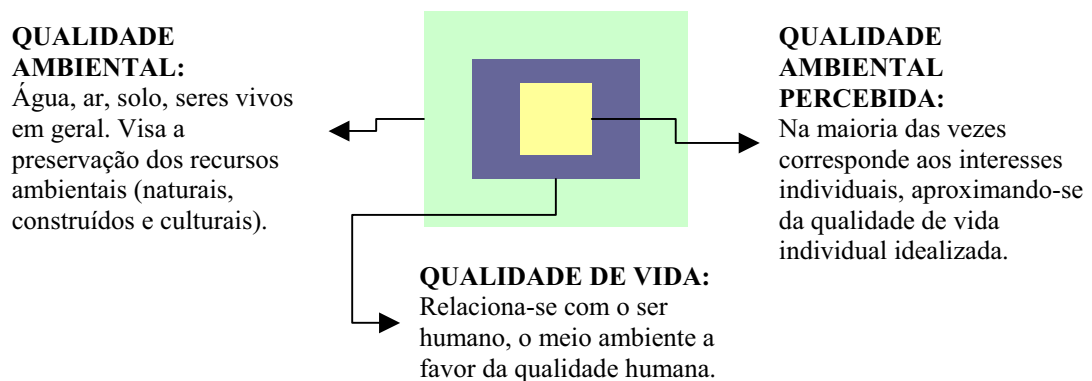 QUALIDADE
AMBIENTAL:
Água, ar, solo, seres vivos
em geral. Visa a
preservação dos recursos
ambientais (naturais,
construídos e culturais).
QUALIDADE
AMBIENTAL
PERCEBIDA:
Na maioria das vezes
corresponde aos interesses
individuais, aproximando-se
da qualidade de vida
individual idealizada.
QUALIDADE DE VIDA:
Relaciona-se com o ser
humano, o meio ambiente a
favor da qualidade humana.